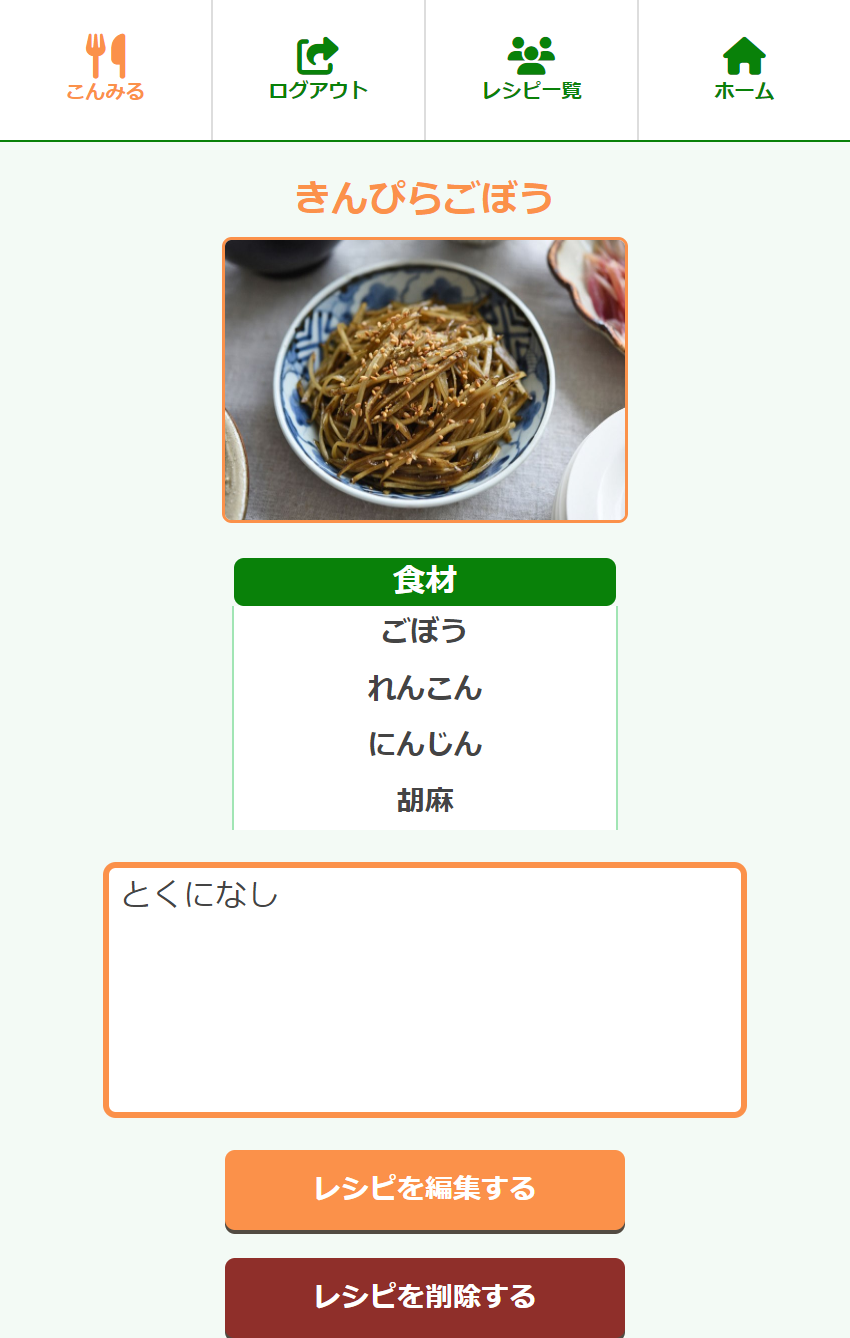 こんみる
ログアウト
レシピ一覧
ホーム
きんぴらごぼう
食材
ごぼう
れんこん
にんじん
胡麻
とくになし
レシピを編集する
レシピを削除する